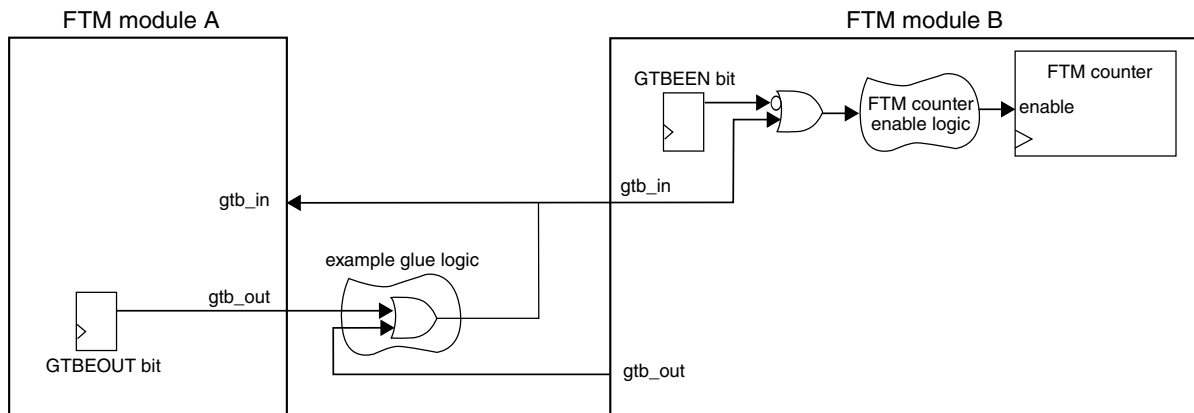 FTM module A
FTM module B
GTBEEN bit
FTM counter
enable
FTM counter
enable logic
gtb_in
gtb_in
example glue logic
gtb_out
GTBEOUT bit
gtb_out